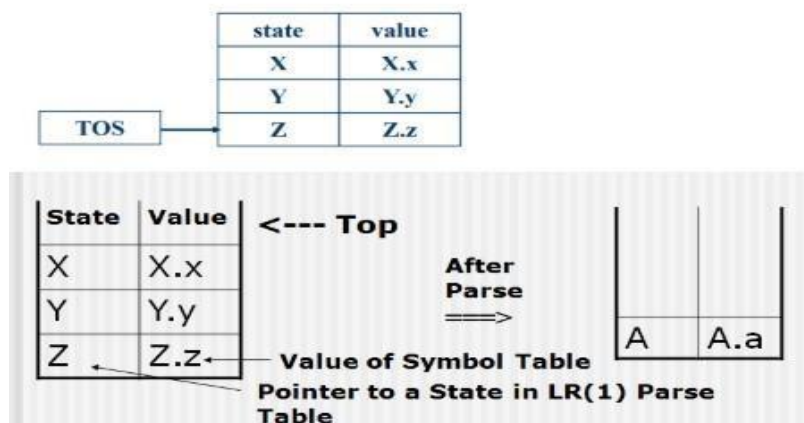 state value
X X.x
Y Y.y
TOS Z Z.z
State Value <--- Top
X X.x After
Parse
Y Y.y ===>
Z Z.z A A.a
Value of Symbol Table
Pointer to a State in LR(1) Parse
Table